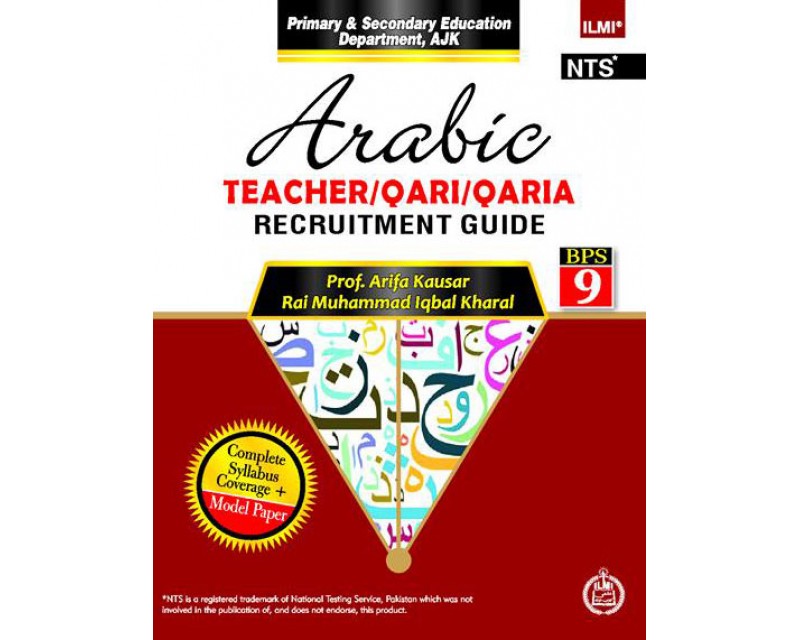 Primary & Secondary Education
Department, AJK
ILMI®
NTS*
Arabic
TEACHER/QARI/QARIA
RECRUITMENT GUIDE
BPS
9
Prof. Arifa Kausar
Rai Muhammad Iqbal Kharal
Complete
Syllabus
Coverage +
Model Paper
*NTS is a registered trademark of National Testing Service, Pakistan which was not
involved in the publication of, and does not endorse, this product.
ILMI